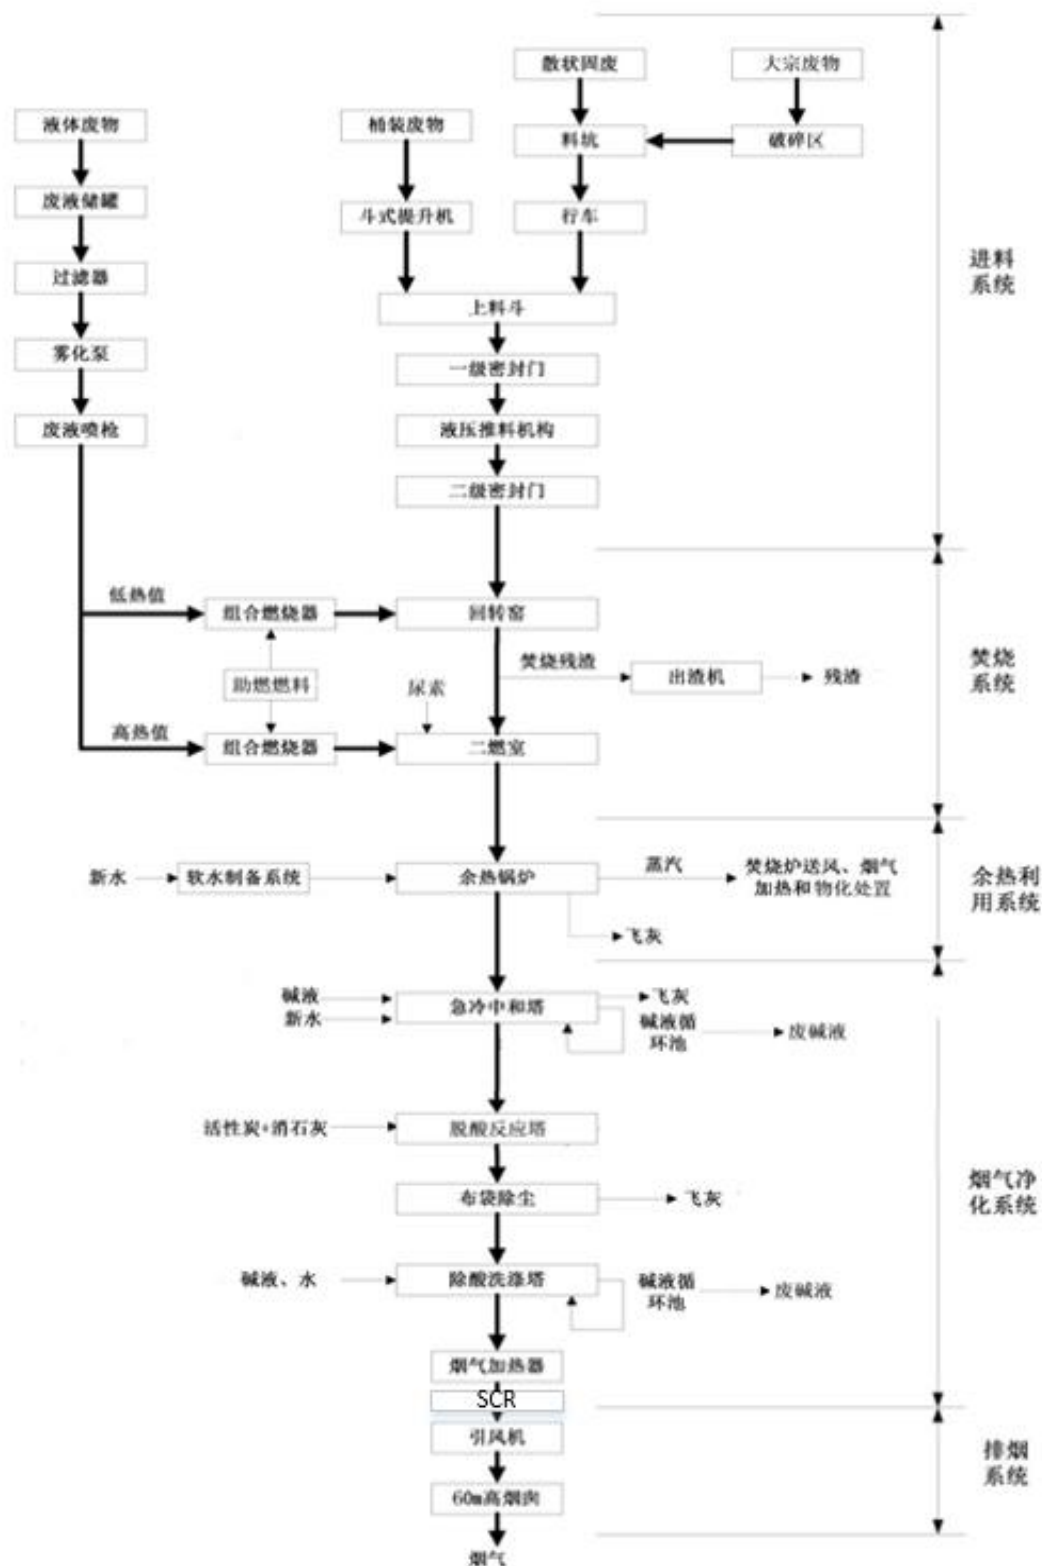 散状固废
大宗废物
液体废物
桶装废物
料坑
破碎区
废液储罐
斗式提升机
行车
进料
系统
过滤器
上料斗
雾化泵
一级密封门
废液喷枪
液压推料机构
二级密封门
低热值
组合燃烧器
回转窑
焚烧残渣
出渣机
残渣
焚烧
系统
助燃燃料
尿素
高热值
组合燃烧器
二燃室
新水
软水制备系统
余热锅炉
蒸汽
焚烧炉送风、烟气
加热和物化处置
余热利
用系统
飞灰
碱液
新水
急冷中和塔
飞灰
碱液循
环池
废碱液
活性炭+消石灰
脱酸反应塔
烟气净
化系统
布袋除尘
飞灰
碱液、水
除酸洗涤塔
碱液循
环池
废碱液
烟气加热器
SCR
引风机
排烟
系统
60m高烟囱
烟气